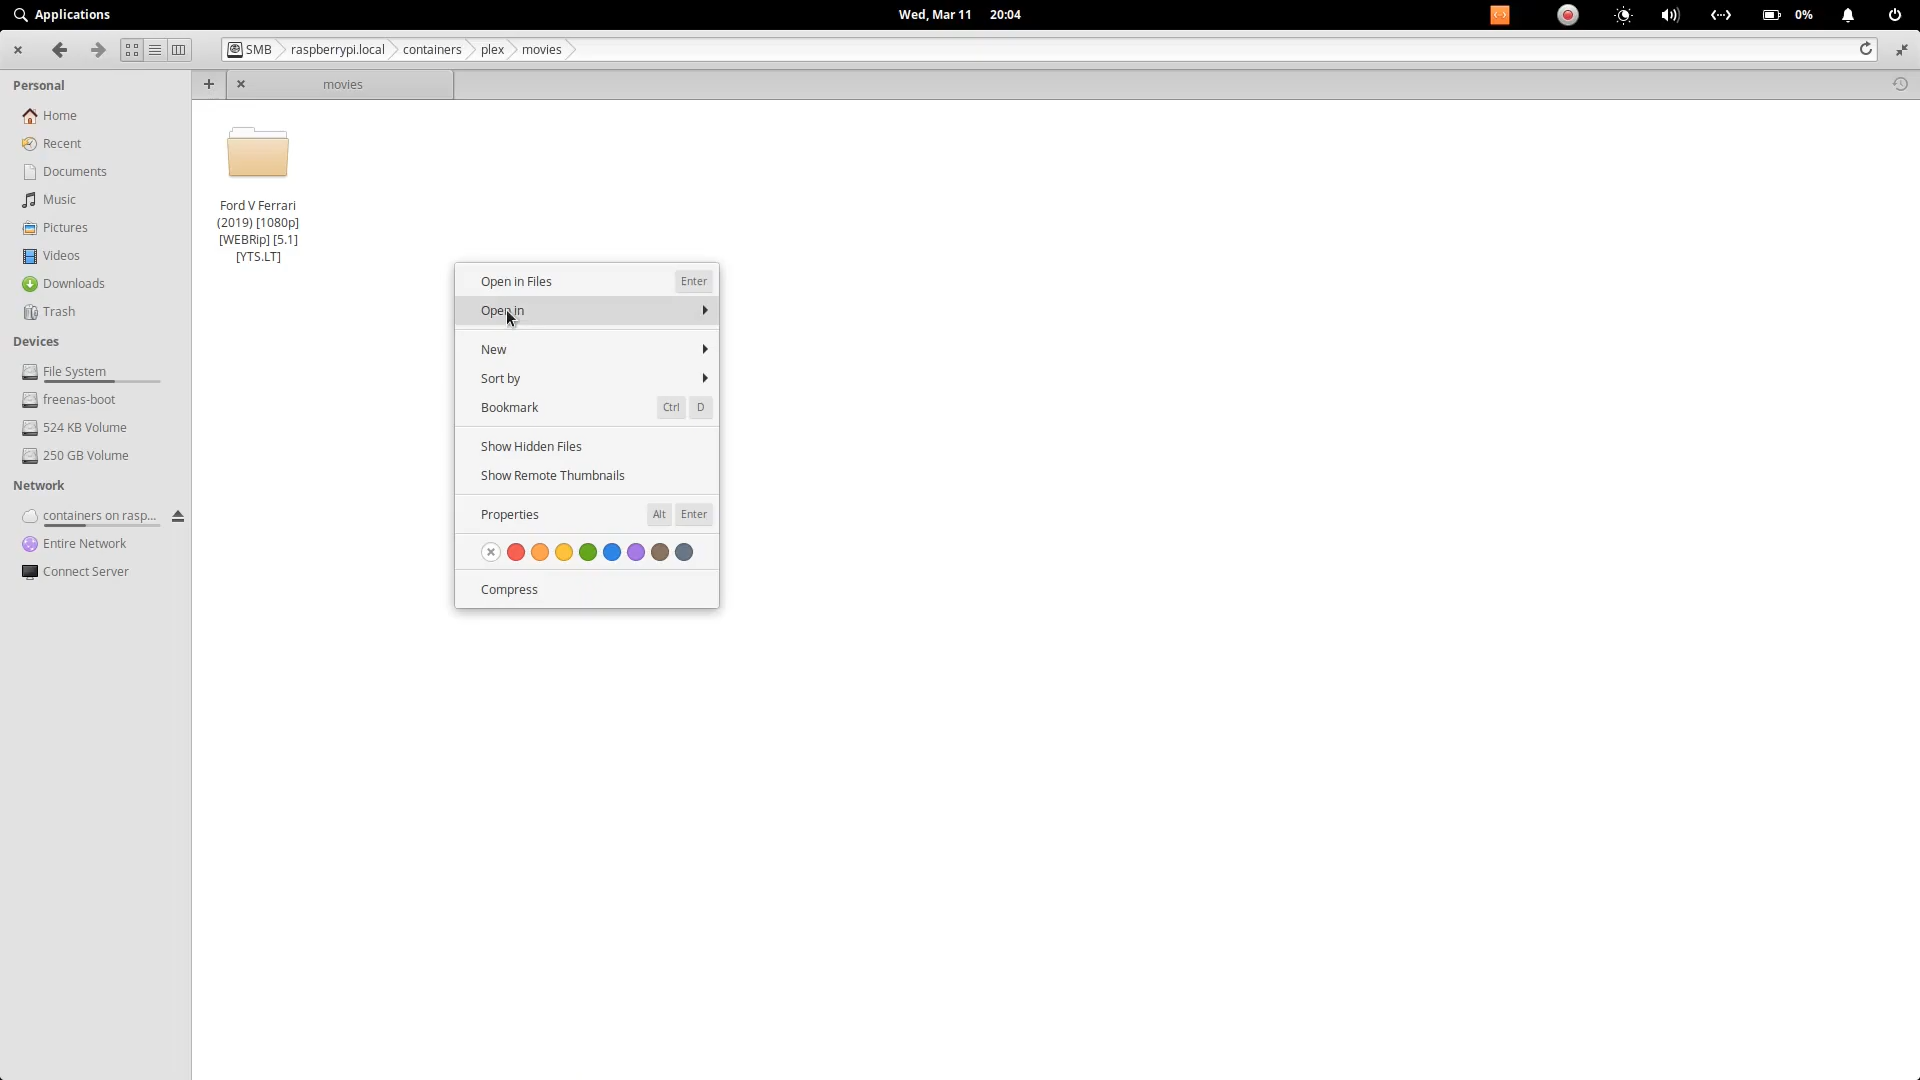 Applications
Wed, Mar 11 20:04
0%
SMB raspberrypi.local containers plex movies
Personal
movies
Home
Recent
Documents
Music
Pictures
Videos
Downloads
Trash
Devices
File System
freenas-boot
524 KB Volume
250 GB Volume
Network
containers on rasp...
Entire Network
Connect Server
Ford V Ferrari
(2019) [1080p]
[WEBRip] [5.1]
[YTS.LT]
Open in Files Enter
Open in
New
Sort by
Bookmark Ctrl D
Show Hidden Files
Show Remote Thumbnails
Properties Alt Enter
Compress